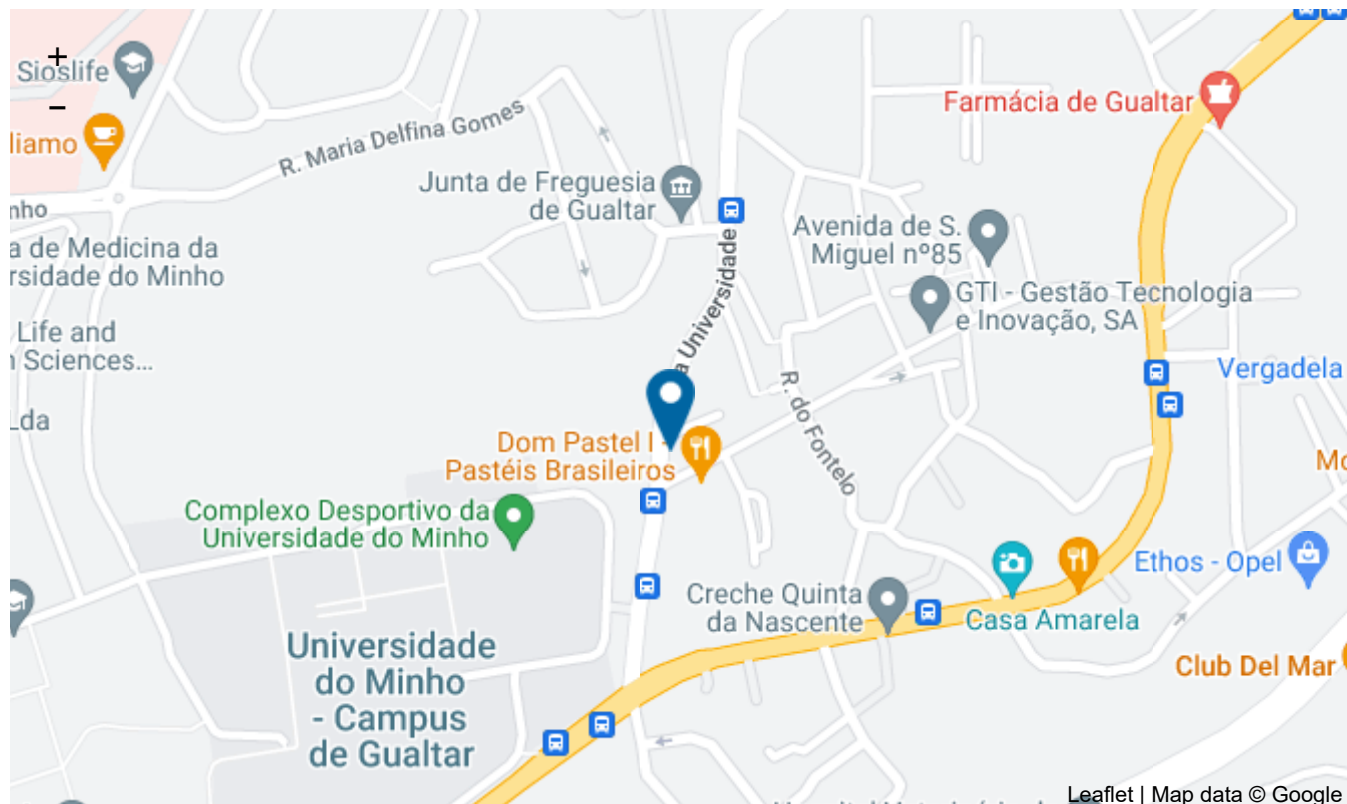 +
−
Sioslife
liamo
R. Maria Delfina Gomes
Farmácia de Gualtar
Junta de Freguesia
de Gualtar
nho
a de Medicina da
rsidade do Minho
Avenida de S.
Miguel nº85
GTI - Gestão Tecnologia
e Inovação, SA
a Universidade
Life and
Sciences...
Vergadela
R. do Fontelo
Lda
Dom Pastel I -
Pastéis Brasileiros
Complexo Desportivo da
Universidade do Minho
Ethos - Opel
Creche Quinta
da Nascente
Casa Amarela
Universidade
do Minho
- Campus
de Gualtar
Club Del Mar
Leaflet | Map data © Google